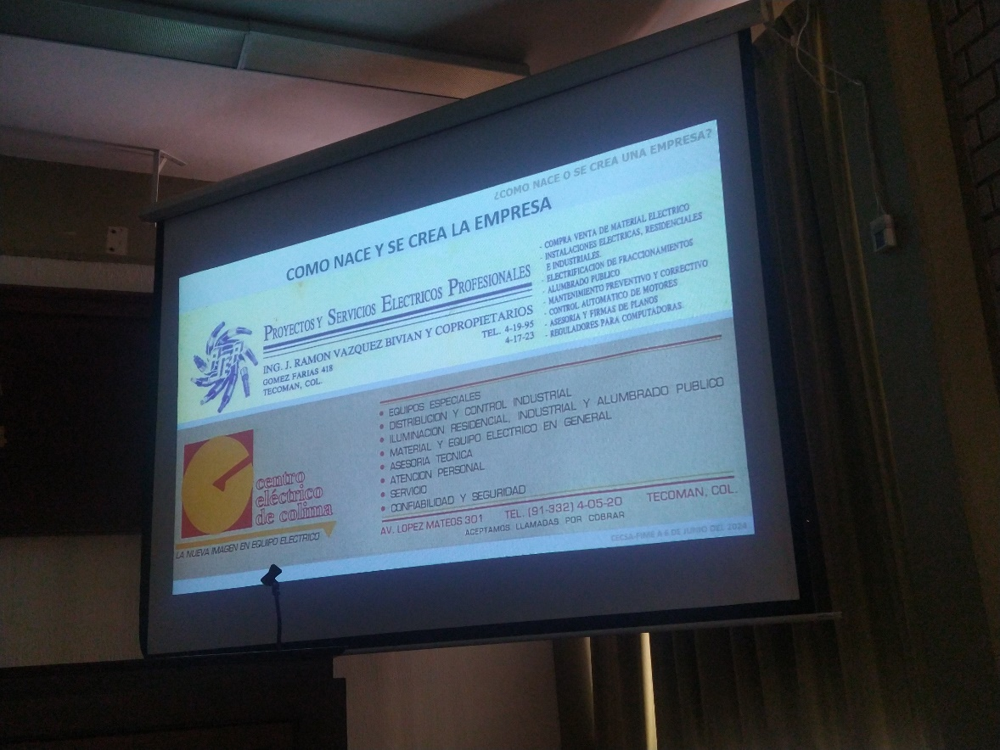 ¿COMO NACE O SE CREA UNA EMPRESA?
COMO NACE Y SE CREA LA EMPRESA
PROYECTOS Y SERVICIOS ELECTRICOS PROFESIONALES
ING. J. RAMON VAZQUEZ BIVIAN Y COPROPIETARIOS
GOMEZ FARIAS 418
TECOMAN, COL.
TEL. 4-19-95
4-17-23
- COMPRA VENTA DE MATERIAL ELECTRICO
- INSTALACIONES ELECTRICAS, RESIDENCIALES
E INDUSTRIALES.
- ELECTRIFICACION DE FRACCIONAMIENTOS
- ALUMBRADO PUBLICO
- MANTENIMIENTO PREVENTIVO Y CORRECTIVO
- CONTROL AUTOMATICO DE MOTORES
- ASESORIA Y FIRMAS DE PLANOS
- REGULADORES PARA COMPUTADORAS.
centro
eléctrico
de colima
LA NUEVA IMAGEN EN EQUIPO ELECTRICO
• EQUIPOS ESPECIALES
• DISTRIBUCION Y CONTROL INDUSTRIAL
• ILUMINACION RESIDENCIAL, INDUSTRIAL Y ALUMBRADO PUBLICO
• MATERIAL Y EQUIPO ELECTRICO EN GENERAL
• ASESORIA TECNICA
• ATENCION PERSONAL
• SERVICIO
• CONFIABILIDAD Y SEGURIDAD
AV. LOPEZ MATEOS 301 TEL. (91-332) 4-05-20 TECOMAN, COL.
ACEPTAMOS LLAMADAS POR COBRAR
CECSA-FIME A 6 DE JUNIO DEL 2024